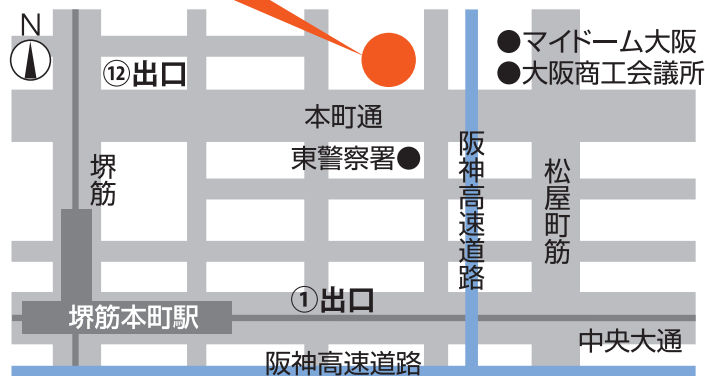 N
●マイドーム大阪
●大阪商工会議所
⑫出口
本町通
東警察署●
堺筋
阪神高速道路
松屋町筋
①出口
堺筋本町駅
中央大通
阪神高速道路